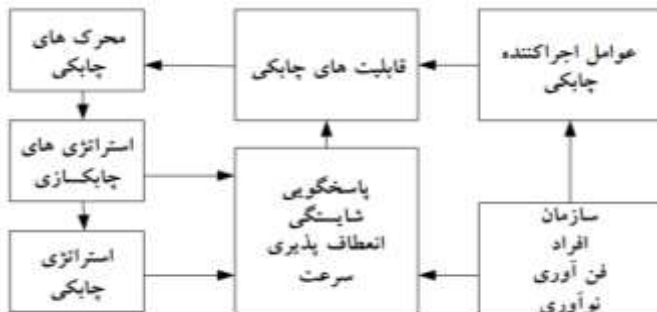 عوامل اجراکننده
چابکی
قابلیت های چابکی
محرک های
چابکی
استراتژی های
چابکسازی
پاسخگویی
شایستگی
انعطاف پذیری
سرعت
سازمان
افراد
فن آوری
نوآوری
استراتژی
چابکی